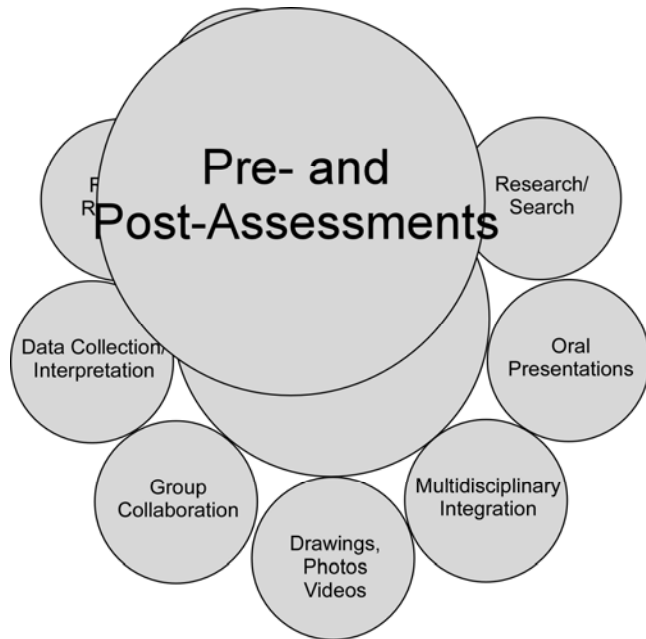 Pre- and
Post-Assessments
Research/
Search
Data Collection/
Interpretation
Oral
Presentations
Group
Collaboration
Multidisciplinary
Integration
Drawings,
Photos
Videos